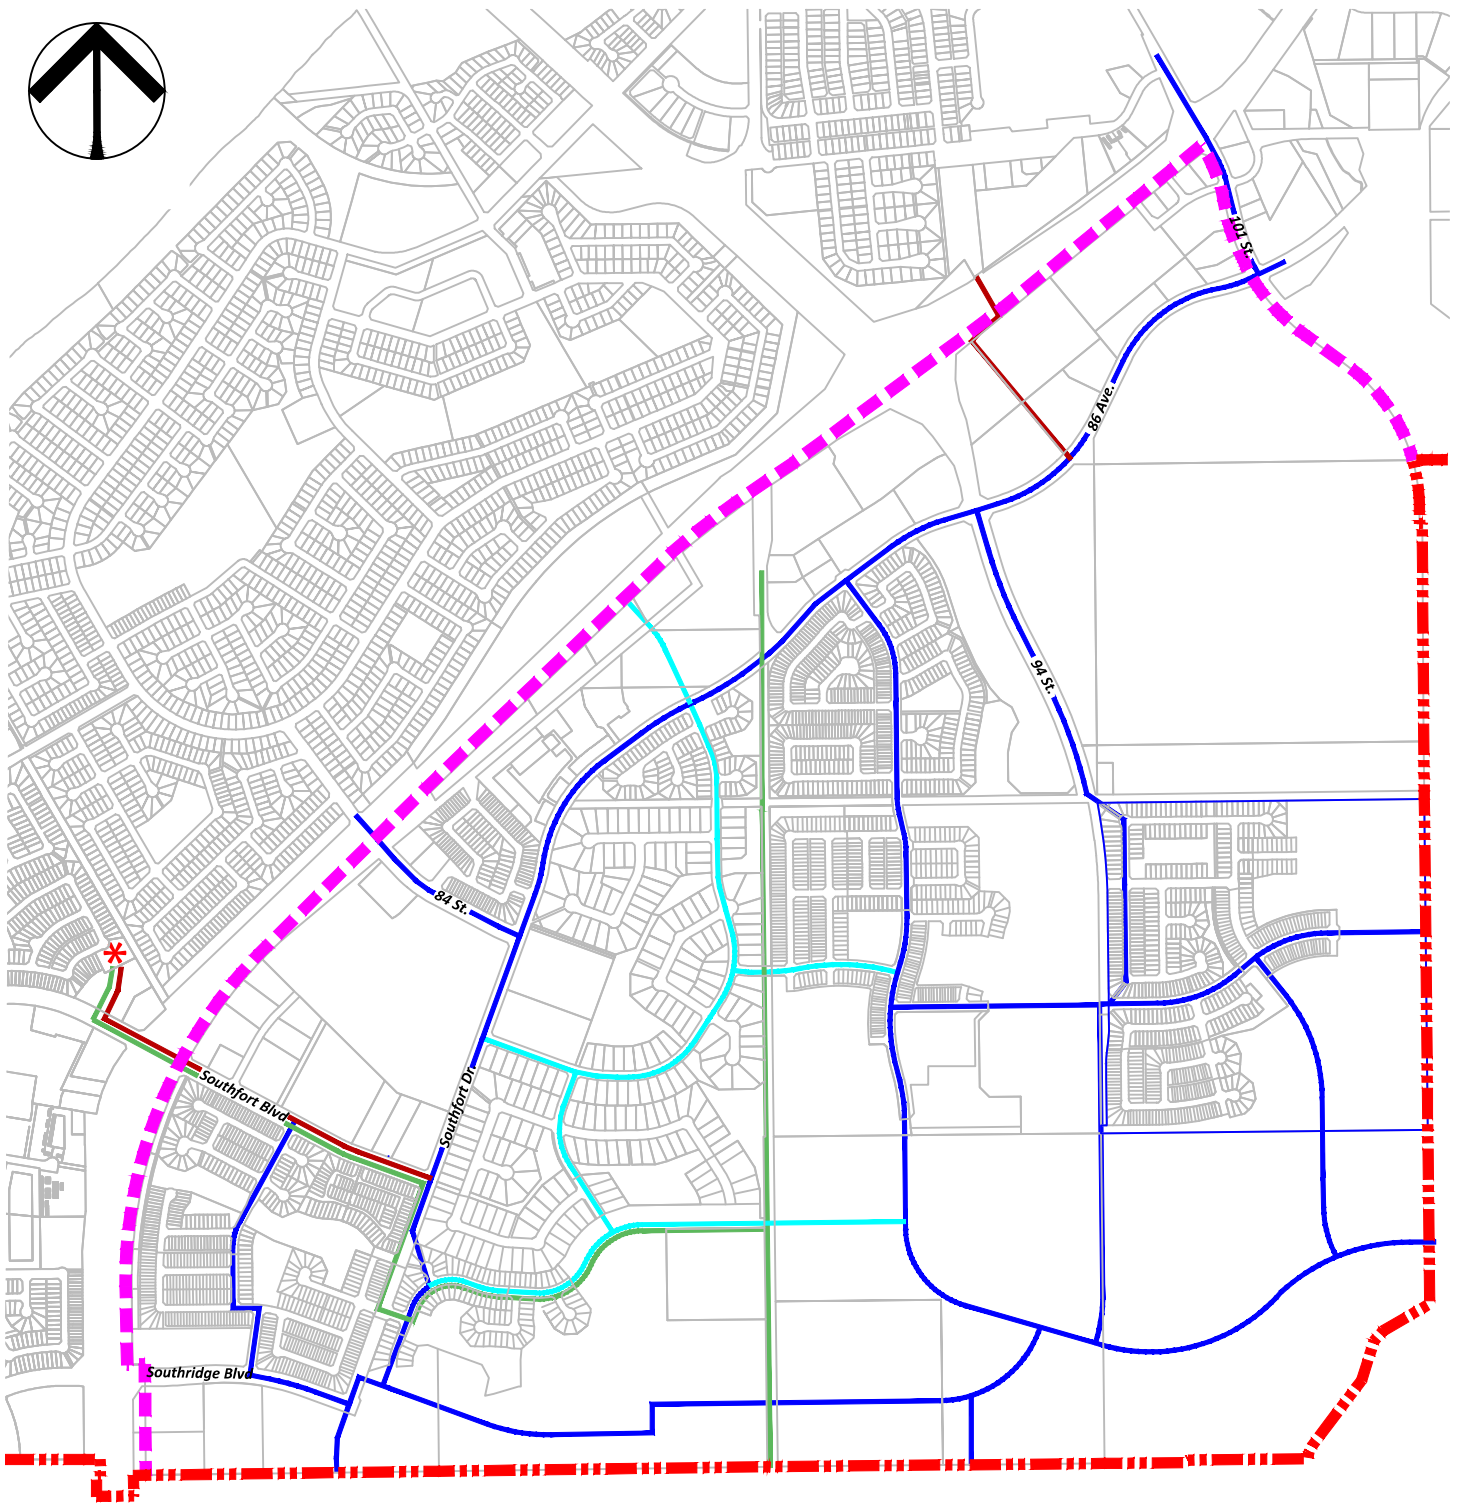 101 St.
86 Ave.
94 St.
84 St.
*
Southfort Blvd
Southfort Dr
Southridge Blvd